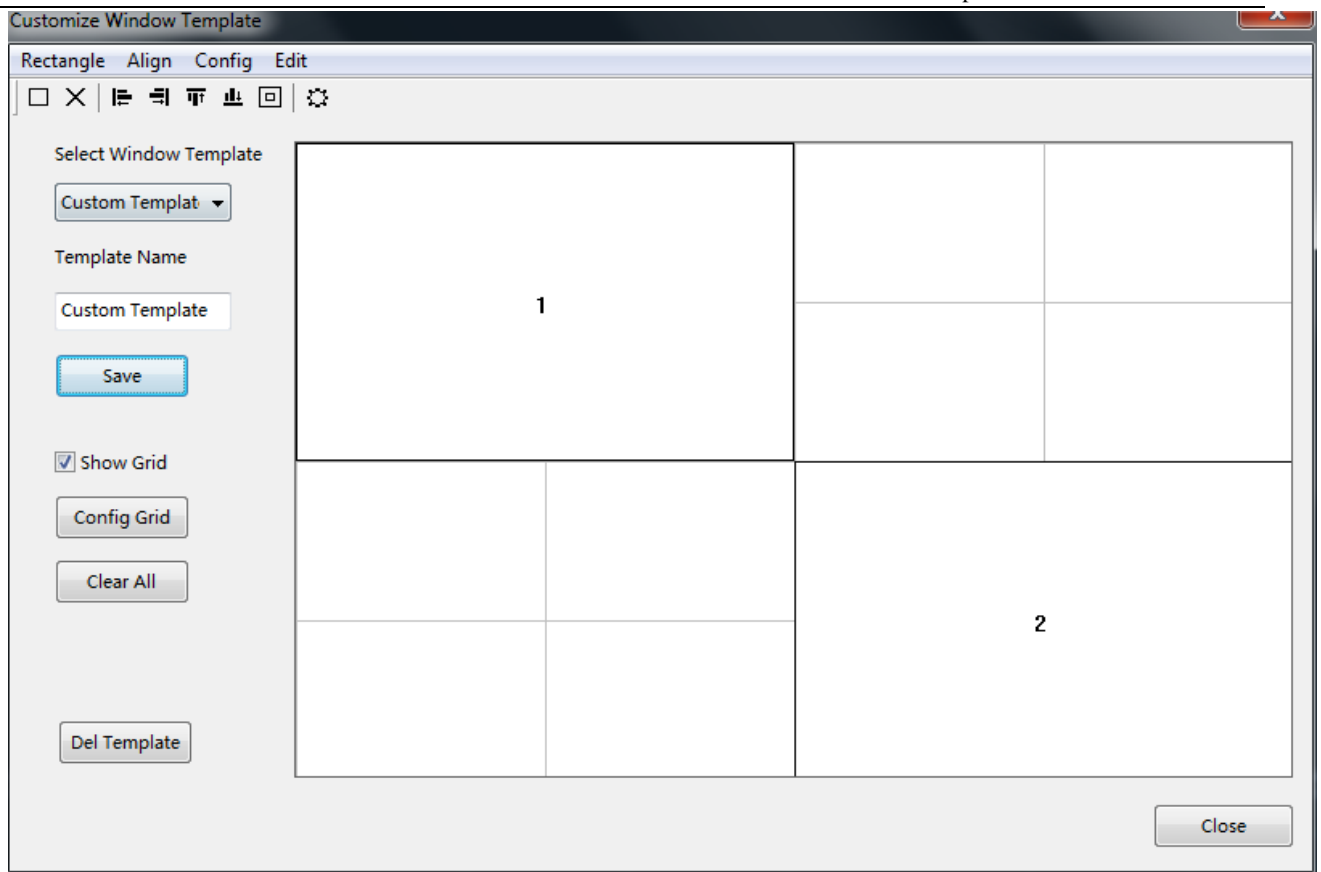 Customize Window Template
Rectangle Align Config Edit
Select Window Template
Custom Templat
Template Name
Custom Template
Save
Show Grid
Config Grid
Clear All
Del Template
1
2
Close